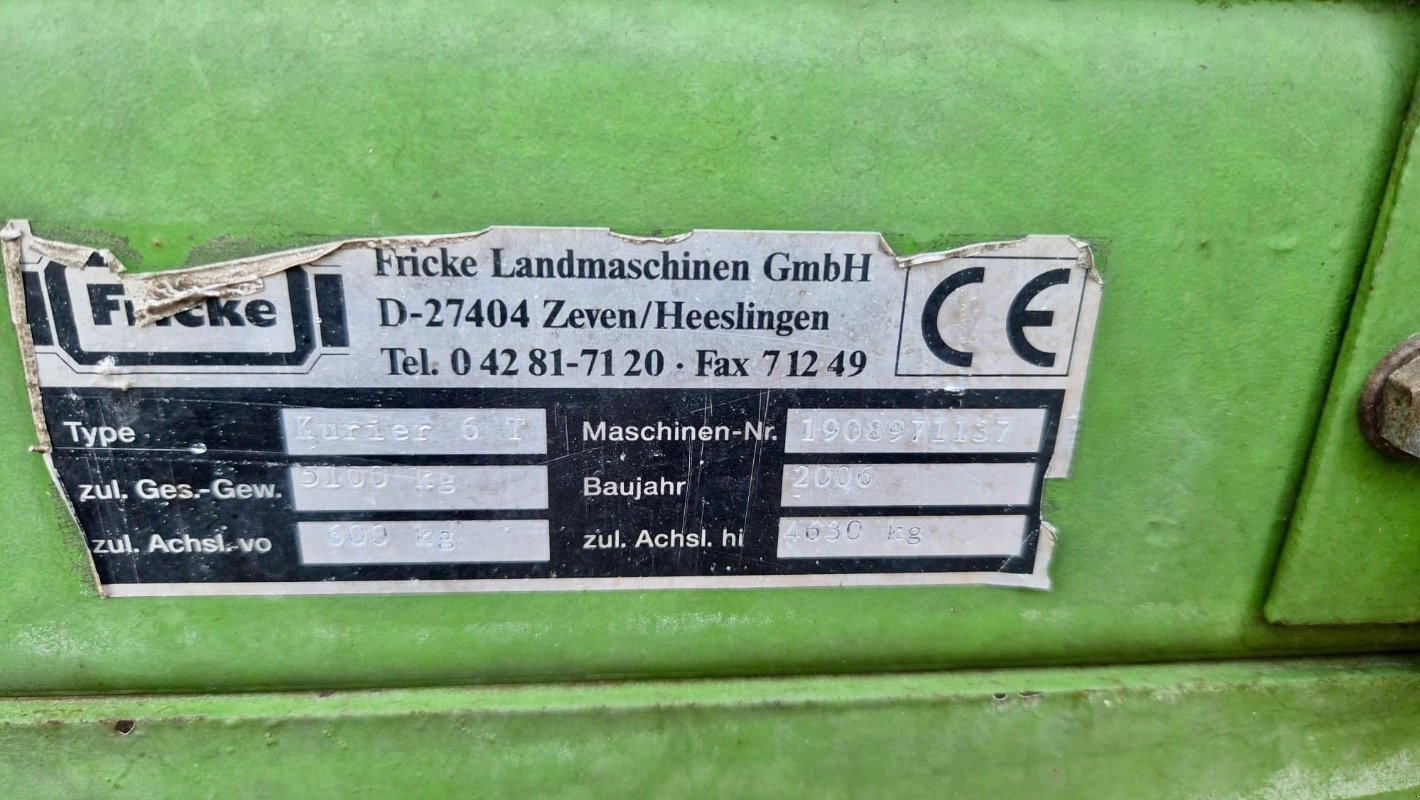 Fricke
Fricke Landmaschinen GmbH
D-27404 Zeven/Heeslingen
Tel. 0 42 81-71 20 · Fax 7 12 49
CE
Type Kurier 6 T Maschinen-Nr. 1908971137
zul. Ges.-Gew. 5100 kg Baujahr 2006
zul. Achsl.-vo 600 kg zul. Achsl. hi 4630 kg